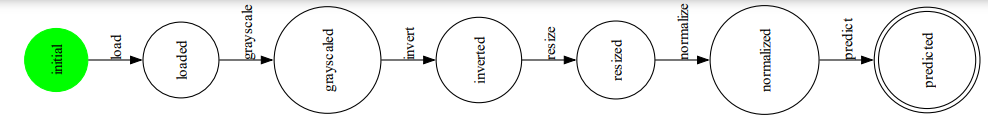 initial
load
loaded
grayscale
grayscaled
invert
inverted
resize
resized
normalize
normalized
predict
predicted